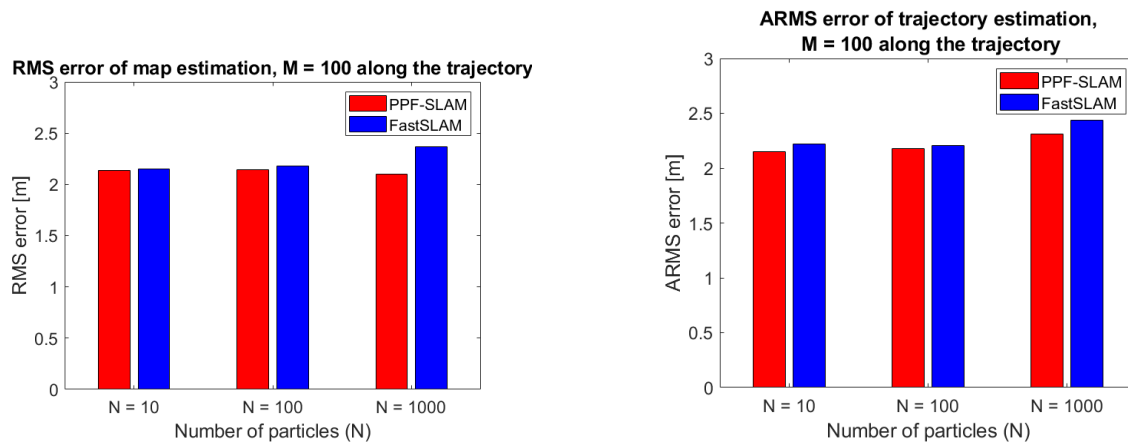 RMS error of map estimation, M = 100 along the trajectory
3
2.5
2
1.5
1
0.5
0
RMS error [m]
PPF-SLAM
FastSLAM
N = 10
N = 100
N = 1000
Number of particles (N)
ARMS error of trajectory estimation,
M = 100 along the trajectory
3
2.5
2
1.5
1
0.5
0
ARMS error [m]
PPF-SLAM
FastSLAM
N = 10
N = 100
N = 1000
Number of particles (N)